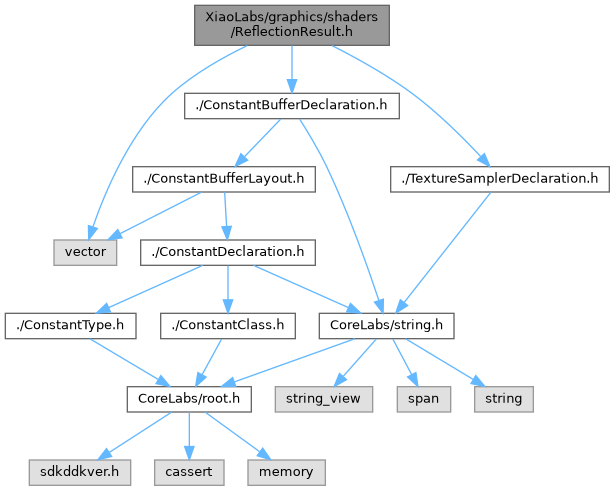 XiaoLabs/graphics/shaders
/ReflectionResult.h
./ConstantBufferDeclaration.h
./ConstantBufferLayout.h
./TextureSamplerDeclaration.h
vector
./ConstantDeclaration.h
./ConstantType.h
./ConstantClass.h
CoreLabs/string.h
CoreLabs/root.h
string_view
span
string
sdkddkver.h
cassert
memory